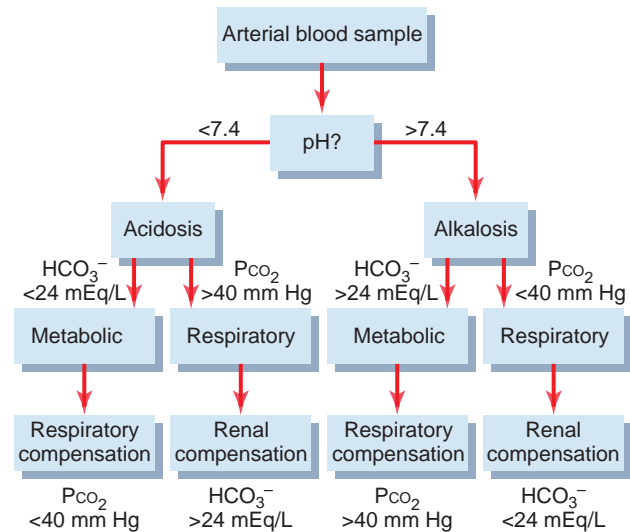 Arterial blood sample
<7.4
pH?
>7.4
Acidosis
Alkalosis
HCO₃⁻
<24 mEq/L
PCO₂
>40 mm Hg
HCO₃⁻
>24 mEq/L
PCO₂
<40 mm Hg
Metabolic
Respiratory
Metabolic
Respiratory
Respiratory
compensation
Renal
compensation
Respiratory
compensation
Renal
compensation
PCO₂
<40 mm Hg
HCO₃⁻
>24 mEq/L
PCO₂
>40 mm Hg
HCO₃⁻
<24 mEq/L